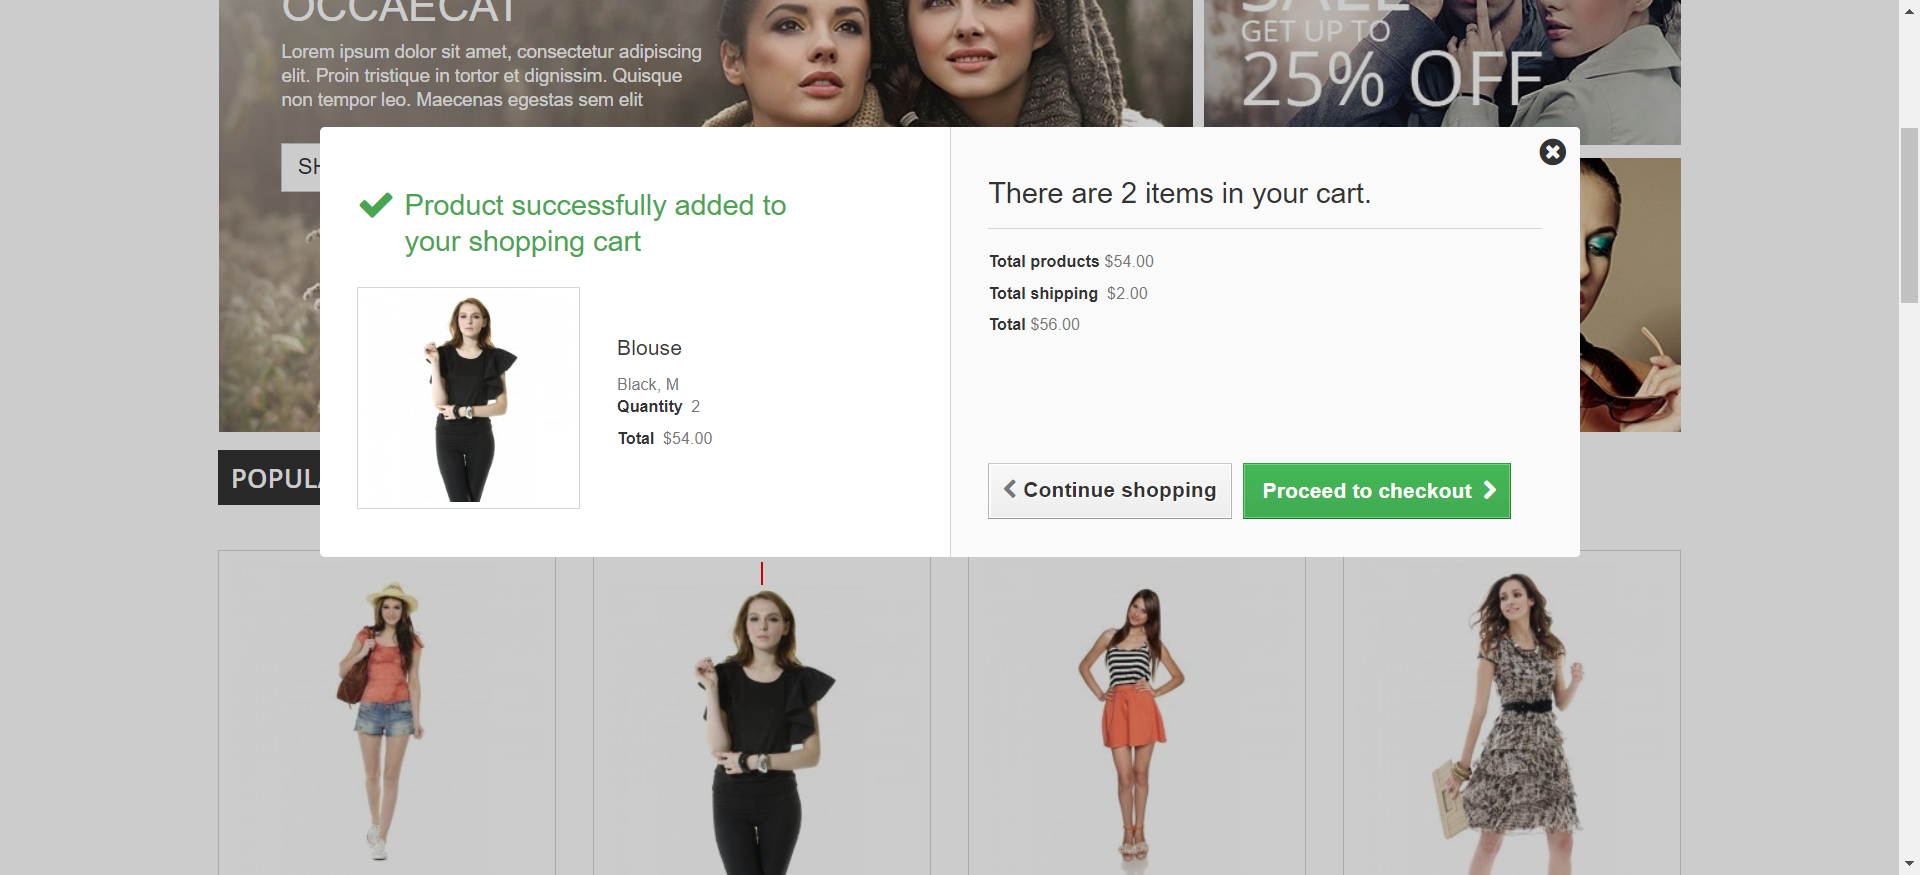 OCCAECAT
Lorem ipsum dolor sit amet, consectetur adipiscing
elit. Proin tristique in tortor et dignissim. Quisque
non tempor leo. Maecenas egestas sem elit
SH
SALE
GET UP TO
25% OFF
Product successfully added to
your shopping cart
Blouse
Black, M
Quantity 2
Total $54.00
There are 2 items in your cart.
Total products $54.00
Total shipping $2.00
Total $56.00
Continue shopping
Proceed to checkout
POPULA